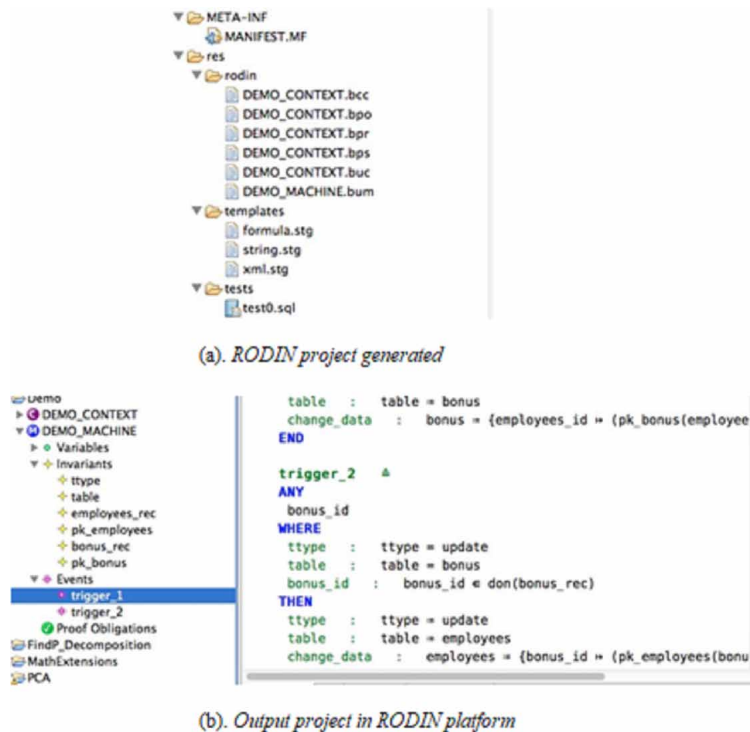 META-INF
MANIFEST.MF
res
rodin
DEMO_CONTEXT.bcc
DEMO_CONTEXT.bpo
DEMO_CONTEXT.bpr
DEMO_CONTEXT.bps
DEMO_CONTEXT.buc
DEMO_MACHINE.bum
templates
formula.stg
string.stg
xml.stg
tests
test0.sql
(a). RODIN project generated
Demo
DEMO_CONTEXT
DEMO_MACHINE
Variables
Invariants
ttype
table
employees_rec
pk_employees
bonus_rec
pk_bonus
Events
trigger_1
trigger_2
Proof Obligations
FindP_Decomposition
MathExtensions
PCA
table : table = bonus
change_data : bonus = {employees_id ↦ (pk_bonus(employee
END
trigger_2 ≙
ANY
bonus_id
WHERE
ttype : ttype = update
table : table = bonus
bonus_id : bonus_id ∈ don(bonus_rec)
THEN
ttype : ttype = update
table : table = employees
change_data : employees = {bonus_id ↦ (pk_employees(bonu
(b). Output project in RODIN platform